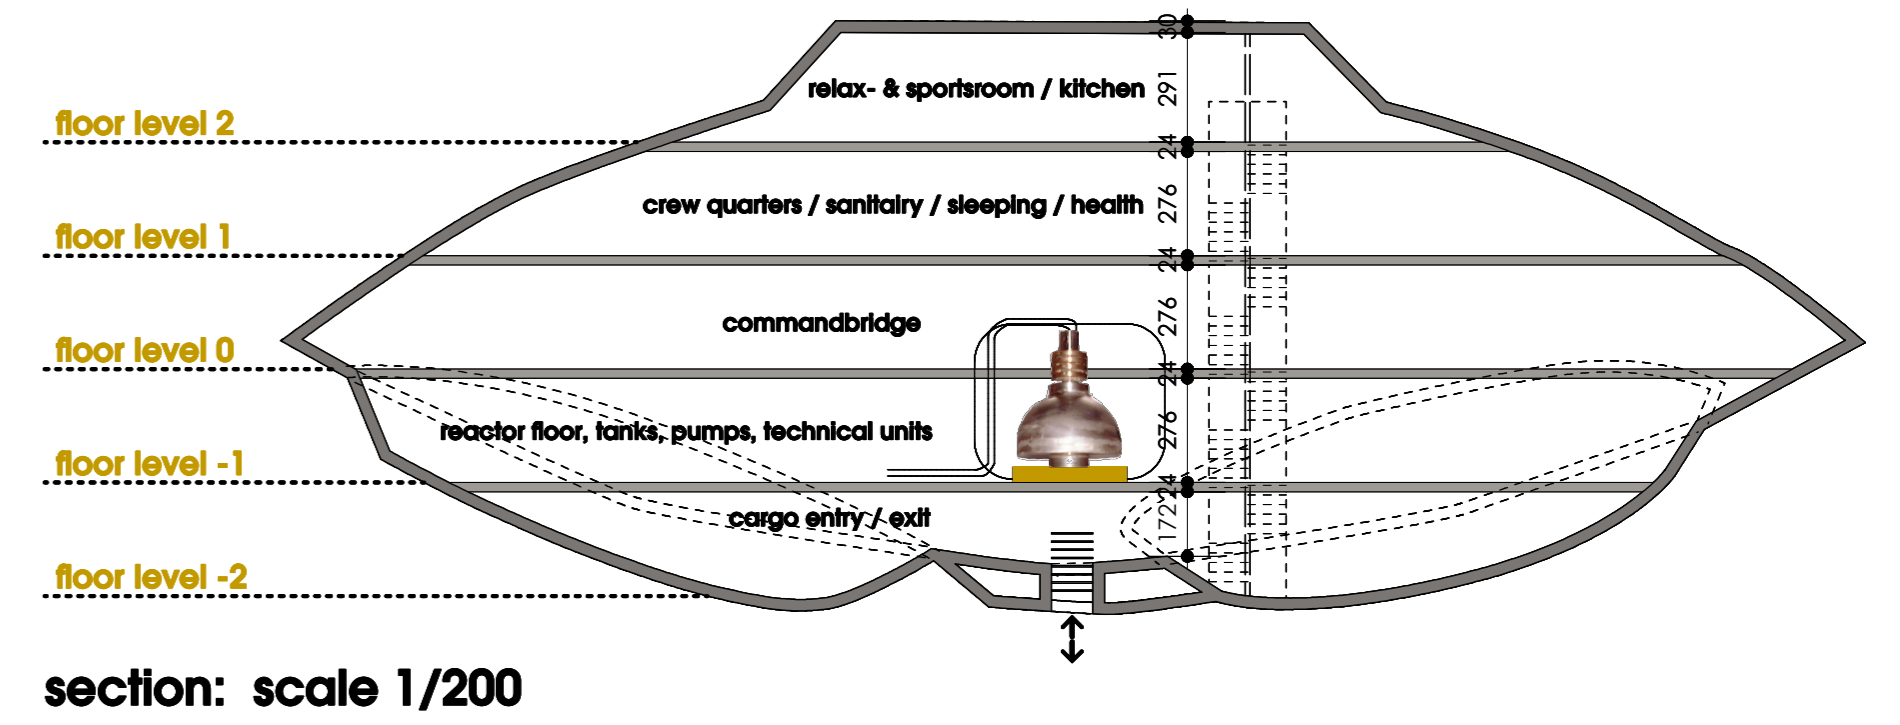 30
relax- & sportsroom / kitchen
291
floor level 2
24
crew quarters / sanitairy / sleeping / health
276
floor level 1
24
commandbridge
276
floor level 0
24
reactor floor, tanks, pumps, technical units
276
floor level -1
24
cargo entry / exit
172
floor level -2
section: scale 1/200